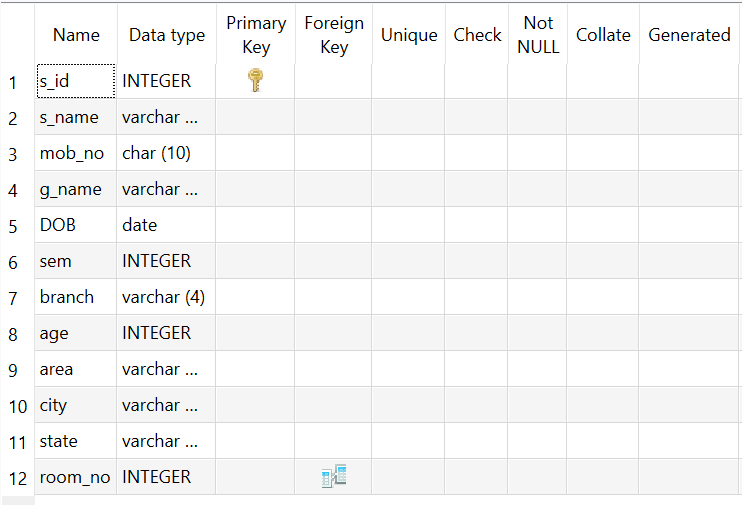 Name Data type Primary Key Foreign Key Unique Check Not NULL Collate Generated
1 s_id INTEGER
2 s_name varchar ...
3 mob_no char (10)
4 g_name varchar ...
5 DOB date
6 sem INTEGER
7 branch varchar (4)
8 age INTEGER
9 area varchar ...
10 city varchar ...
11 state varchar ...
12 room_no INTEGER